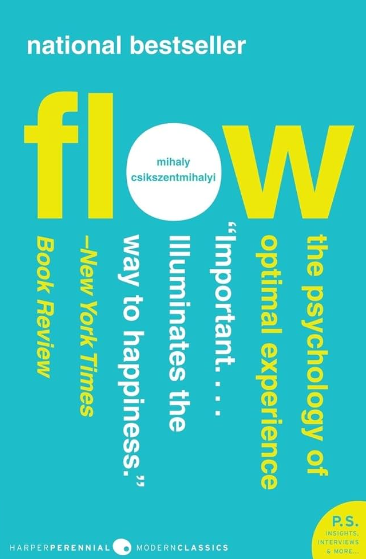 national bestseller
flow
mihaly
csikszentmihalyi
the psychology of
optimal experience
“Important. . . .
Illuminates the
way to happiness.”
–New York Times
Book Review
P.S.
INSIGHTS,
INTERVIEWS
& MORE...
HARPERPERENNIAL MODERNCLASSICS